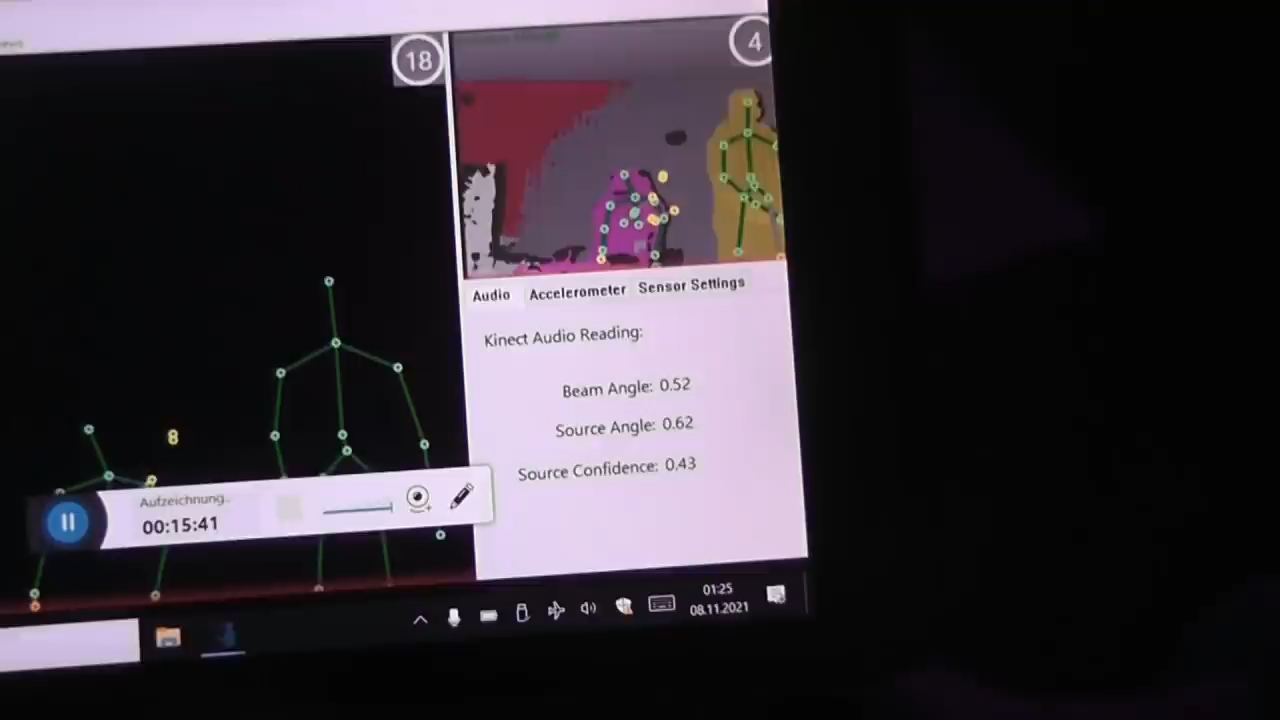 18
4
Audio Accelerometer Sensor Settings
Kinect Audio Reading:
Beam Angle: 0.52
Source Angle: 0.62
Source Confidence: 0.43
Aufzeichnung..
00:15:41
01:25
08.11.2021